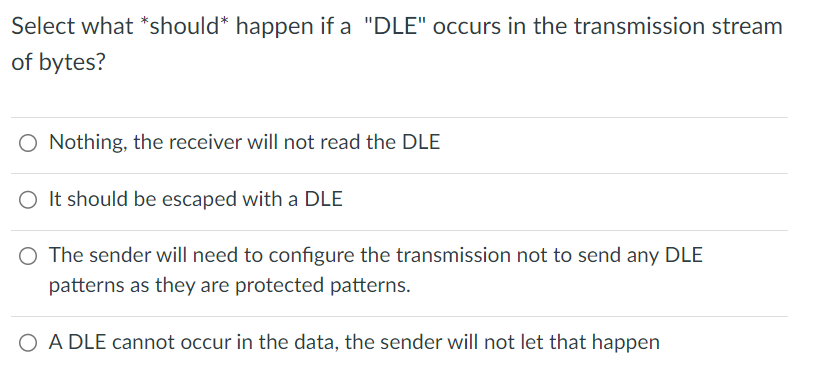 Select what *should* happen if a "DLE" occurs in the transmission stream
of bytes?
Nothing, the receiver will not read the DLE
It should be escaped with a DLE
The sender will need to configure the transmission not to send any DLE
patterns as they are protected patterns.
A DLE cannot occur in the data, the sender will not let that happen